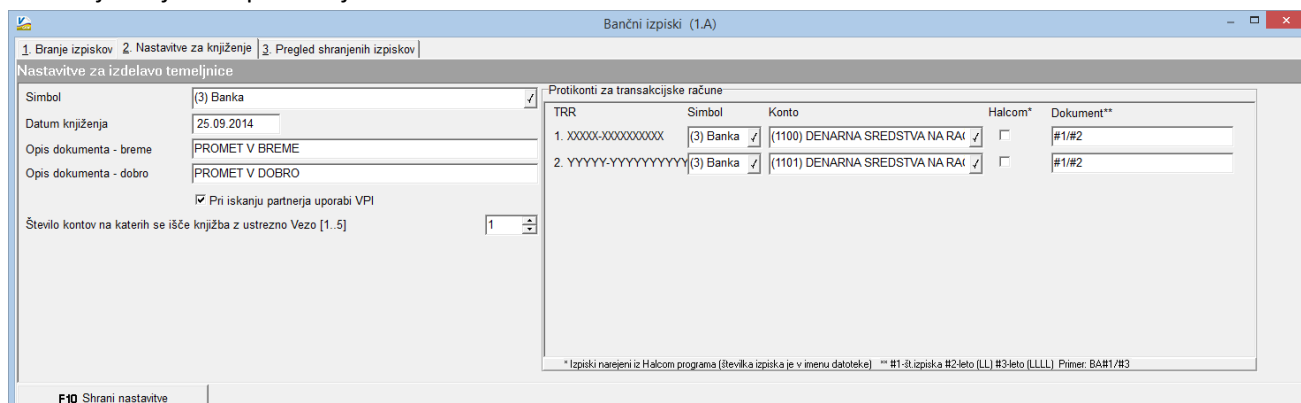 Bančni izpiski (1.A)
1. Branje izpiskov 2. Nastavitve za knjiženje 3. Pregled shranjenih izpiskov
Nastavitve za izdelavo temeljnice
Simbol (3) Banka
Datum knjiženja 25.09.2014
Opis dokumenta - breme PROMET V BREME
Opis dokumenta - dobro PROMET V DOBRO
Pri iskanju partnerja uporabi VPI
Število kontov na katerih se išče knjižba z ustrezno Vezo [1..5] 1
Protikonti za transakcijske račune
TRR Simbol Konto Halcom* Dokument**
1. XXXXX-XXXXXXXXXX (3) Banka (1100) DENARNA SREDSTVA NA RAČ #1/#2
2. YYYYY-YYYYYYYYYY (3) Banka (1101) DENARNA SREDSTVA NA RAČ #1/#2
* Izpiski narejeni iz Halcom programa (številka izpiska je v imenu datoteke) ** #1-št.izpiska #2-leto (LL) #3-leto (LLLL) Primer: BA#1/#3
F10 Shrani nastavitve